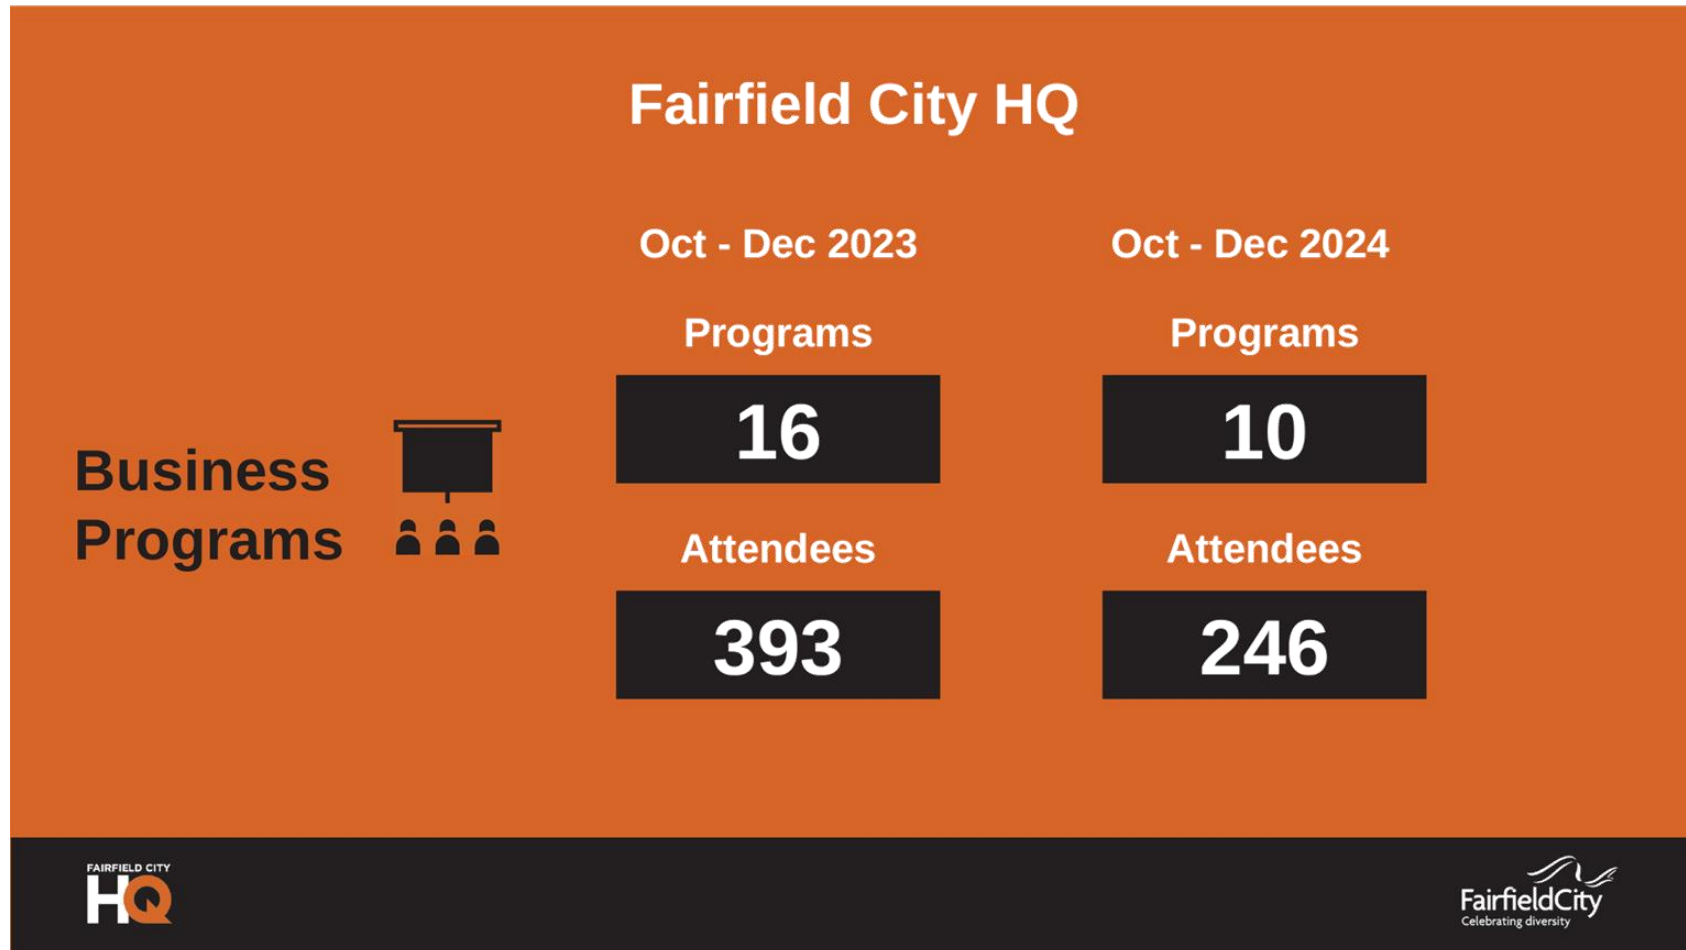 Fairfield City HQ
Oct - Dec 2023
Oct - Dec 2024
Programs
Programs
16
10
Business
Programs
Attendees
Attendees
393
246
FAIRFIELD CITY
HQ
FairfieldCity
Celebrating diversity